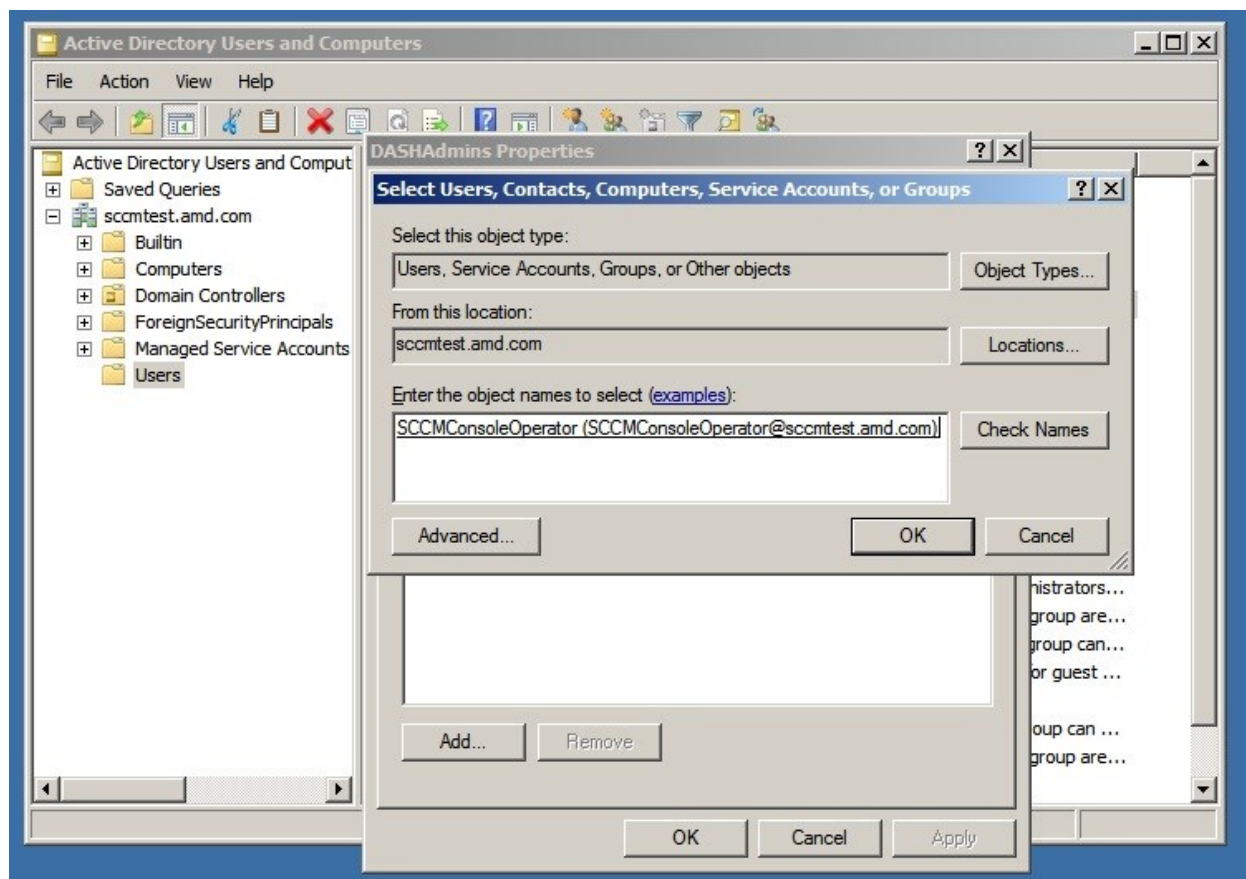 Active Directory Users and Computers
File Action View Help
Active Directory Users and Comput
Saved Queries
sccmtest.amd.com
Builtin
Computers
Domain Controllers
ForeignSecurityPrincipals
Managed Service Accounts
Users
DASHAdmins Properties
Select Users, Contacts, Computers, Service Accounts, or Groups
Select this object type:
Users, Service Accounts, Groups, or Other objects
Object Types...
From this location:
sccmtest.amd.com
Locations...
Enter the object names to select (examples):
SCCMConsoleOperator (SCCMConsoleOperator@sccmtest.amd.com)
Check Names
Advanced...
OK
Cancel
nistrators...
group are...
group can...
or guest ...
oup can ...
group are...
Add...
Remove
OK
Cancel
Apply